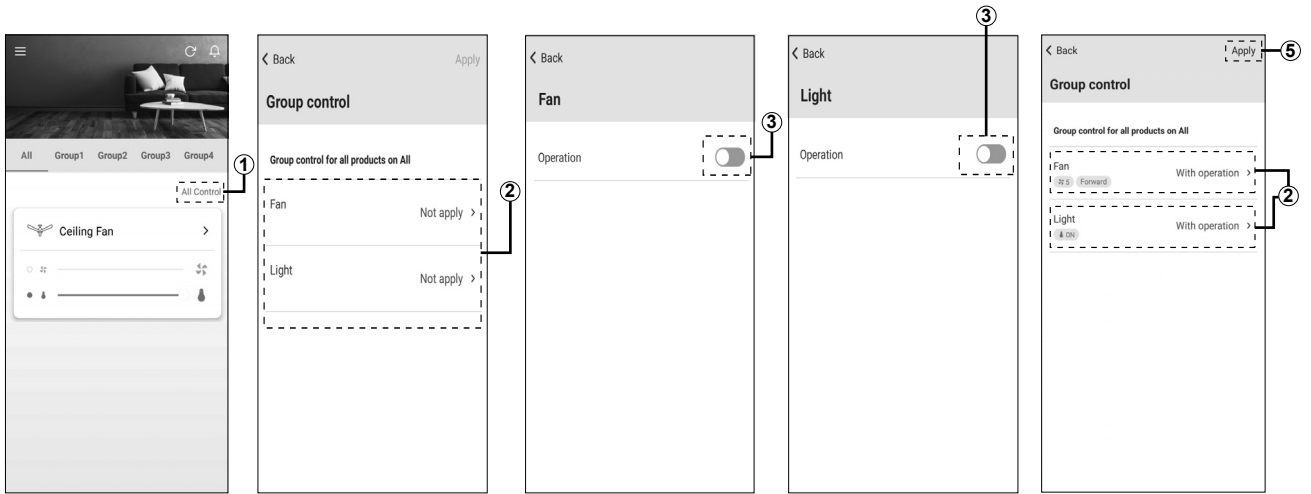 All Group1 Group2 Group3 Group4
All Control
Ceiling Fan
1
Back Apply
Group control
Group control for all products on All
Fan
Not apply
Light
Not apply
2
Back
Fan
Operation
3
Back
Light
Operation
3
Back Apply
5
Group control
Group control for all products on All
Fan
With operation
5 Forward
Light
With operation
ON
2